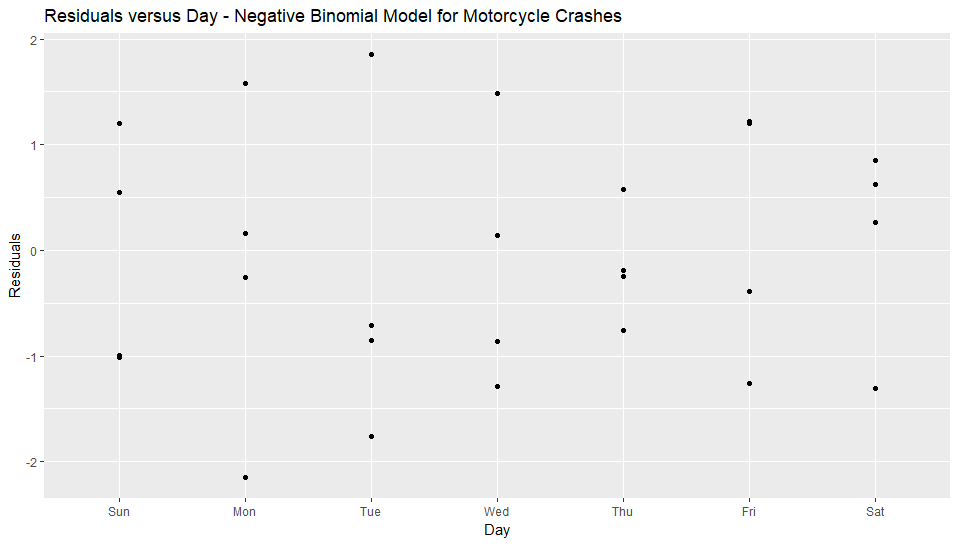 Residuals versus Day - Negative Binomial Model for Motorcycle Crashes
2
1
0
-1
-2
Residuals
Sun Mon Tue Wed Thu Fri Sat
Day